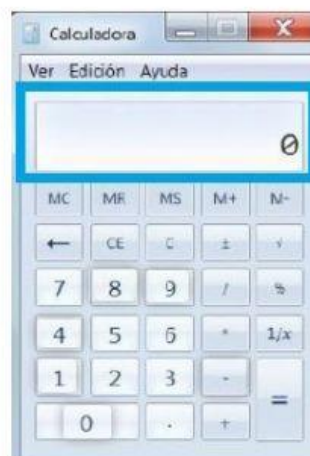 Calculadora
Ver Edición Ayuda
0
MC MR MS M+ M-
← CE C ± √
7 8 9 / %
4 5 6 * 1/x
1 2 3 - =
0 . +